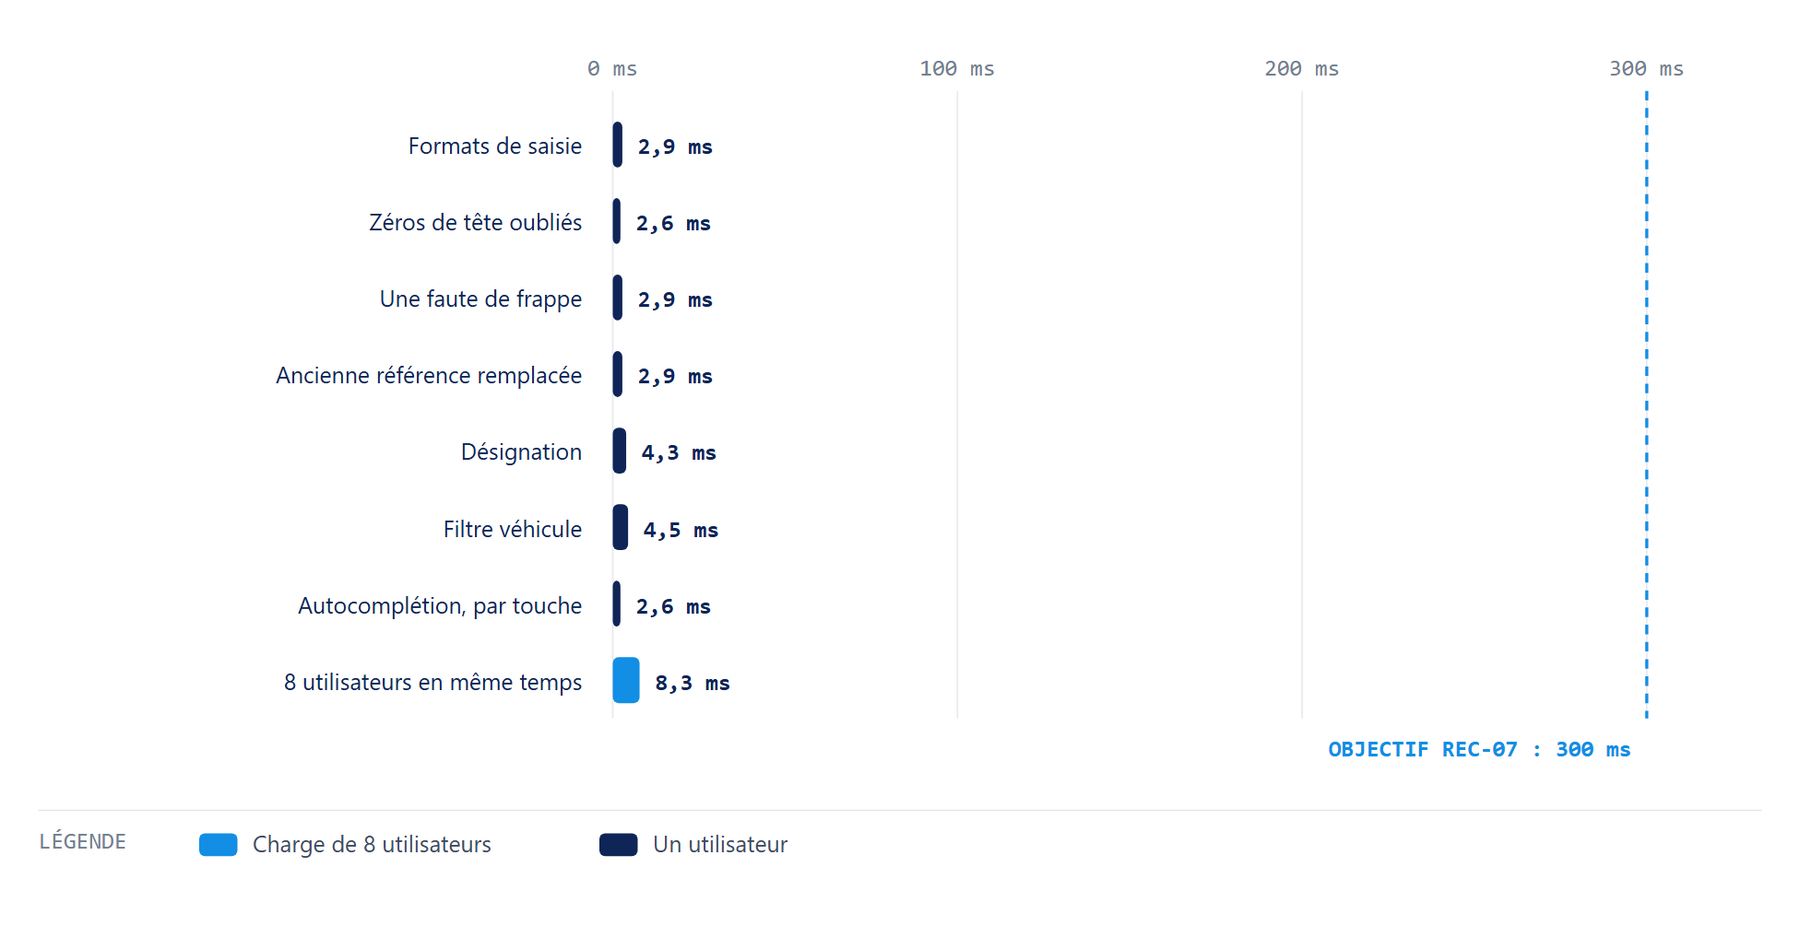 0 ms 100 ms 200 ms 300 ms
Formats de saisie 2,9 ms
Zéros de tête oubliés 2,6 ms
Une faute de frappe 2,9 ms
Ancienne référence remplacée 2,9 ms
Désignation 4,3 ms
Filtre véhicule 4,5 ms
Autocomplétion, par touche 2,6 ms
8 utilisateurs en même temps 8,3 ms
OBJECTIF REC-07 : 300 ms
LÉGENDE Charge de 8 utilisateurs Un utilisateur